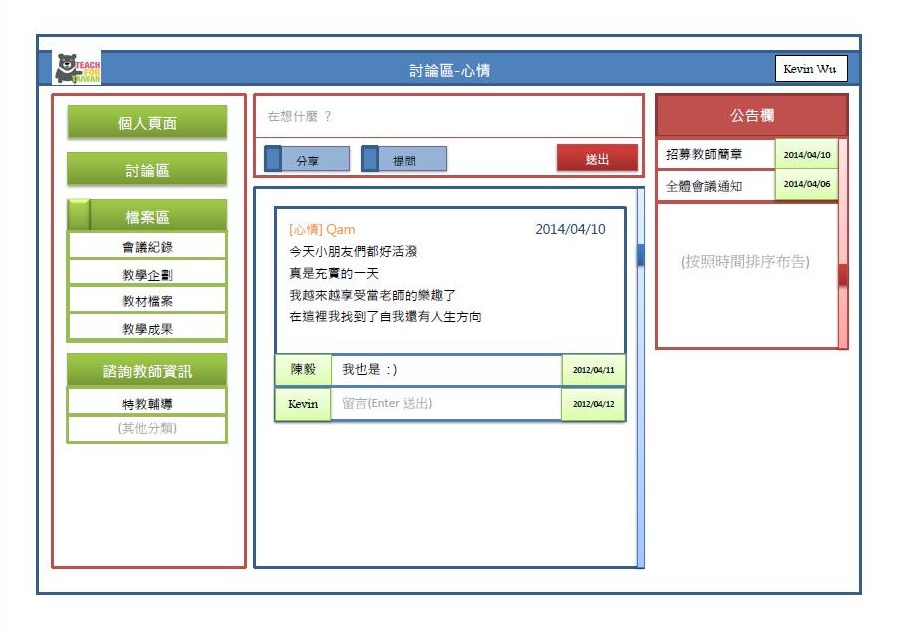 TEACH
FOR
TAIWAN
討論區-心情
Kevin Wu
個人頁面
討論區
檔案區
會議紀錄
教學企劃
教材檔案
教學成果
諮詢教師資訊
特教輔導
(其他分類)
在想什麼 ？
分享
提問
送出
[心情] Qam
2014/04/10
今天小朋友們都好活潑
真是充實的一天
我越來越享受當老師的樂趣了
在這裡我找到了自我還有人生方向
陳毅
我也是 :)
2012/04/11
Kevin
留言(Enter 送出)
2012/04/12
公告欄
招募教師簡章
2014/04/10
全體會議通知
2014/04/06
(按照時間排序布告)